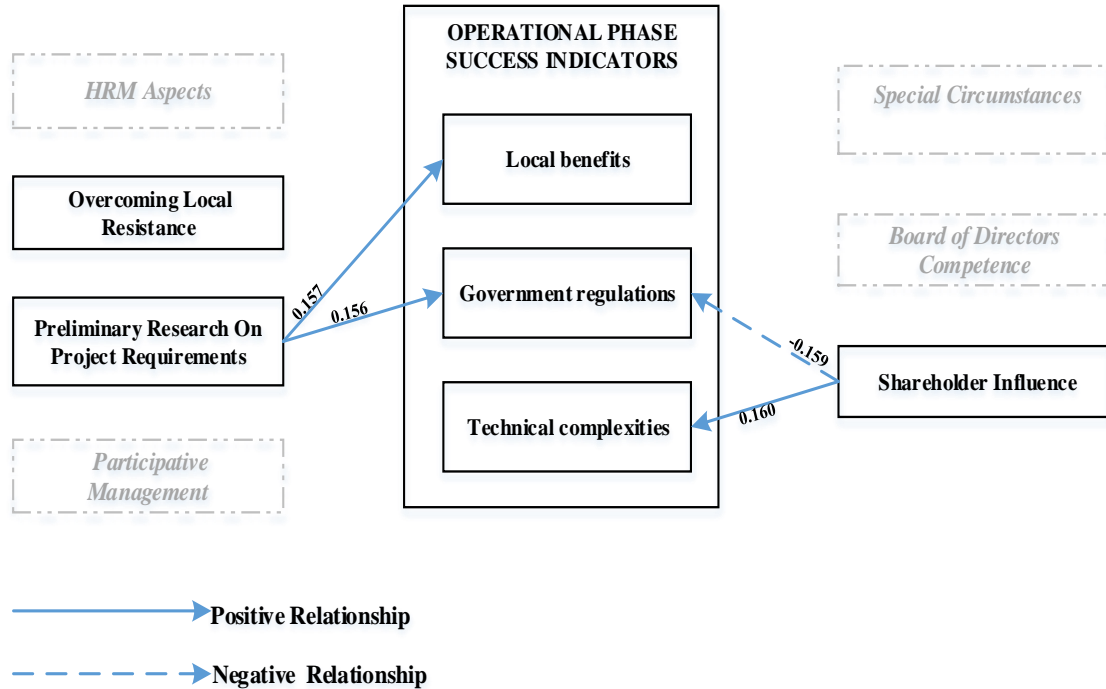 OPERATIONAL PHASE
SUCCESS INDICATORS
HRM Aspects
Special Circumstances
Local benefits
Overcoming Local
Resistance
Board of Directors
Competence
Government regulations
0.157
0.156
Preliminary Research On
Project Requirements
-0.159
Shareholder Influence
0.160
Technical complexities
Participative
Management
Positive Relationship
Negative Relationship